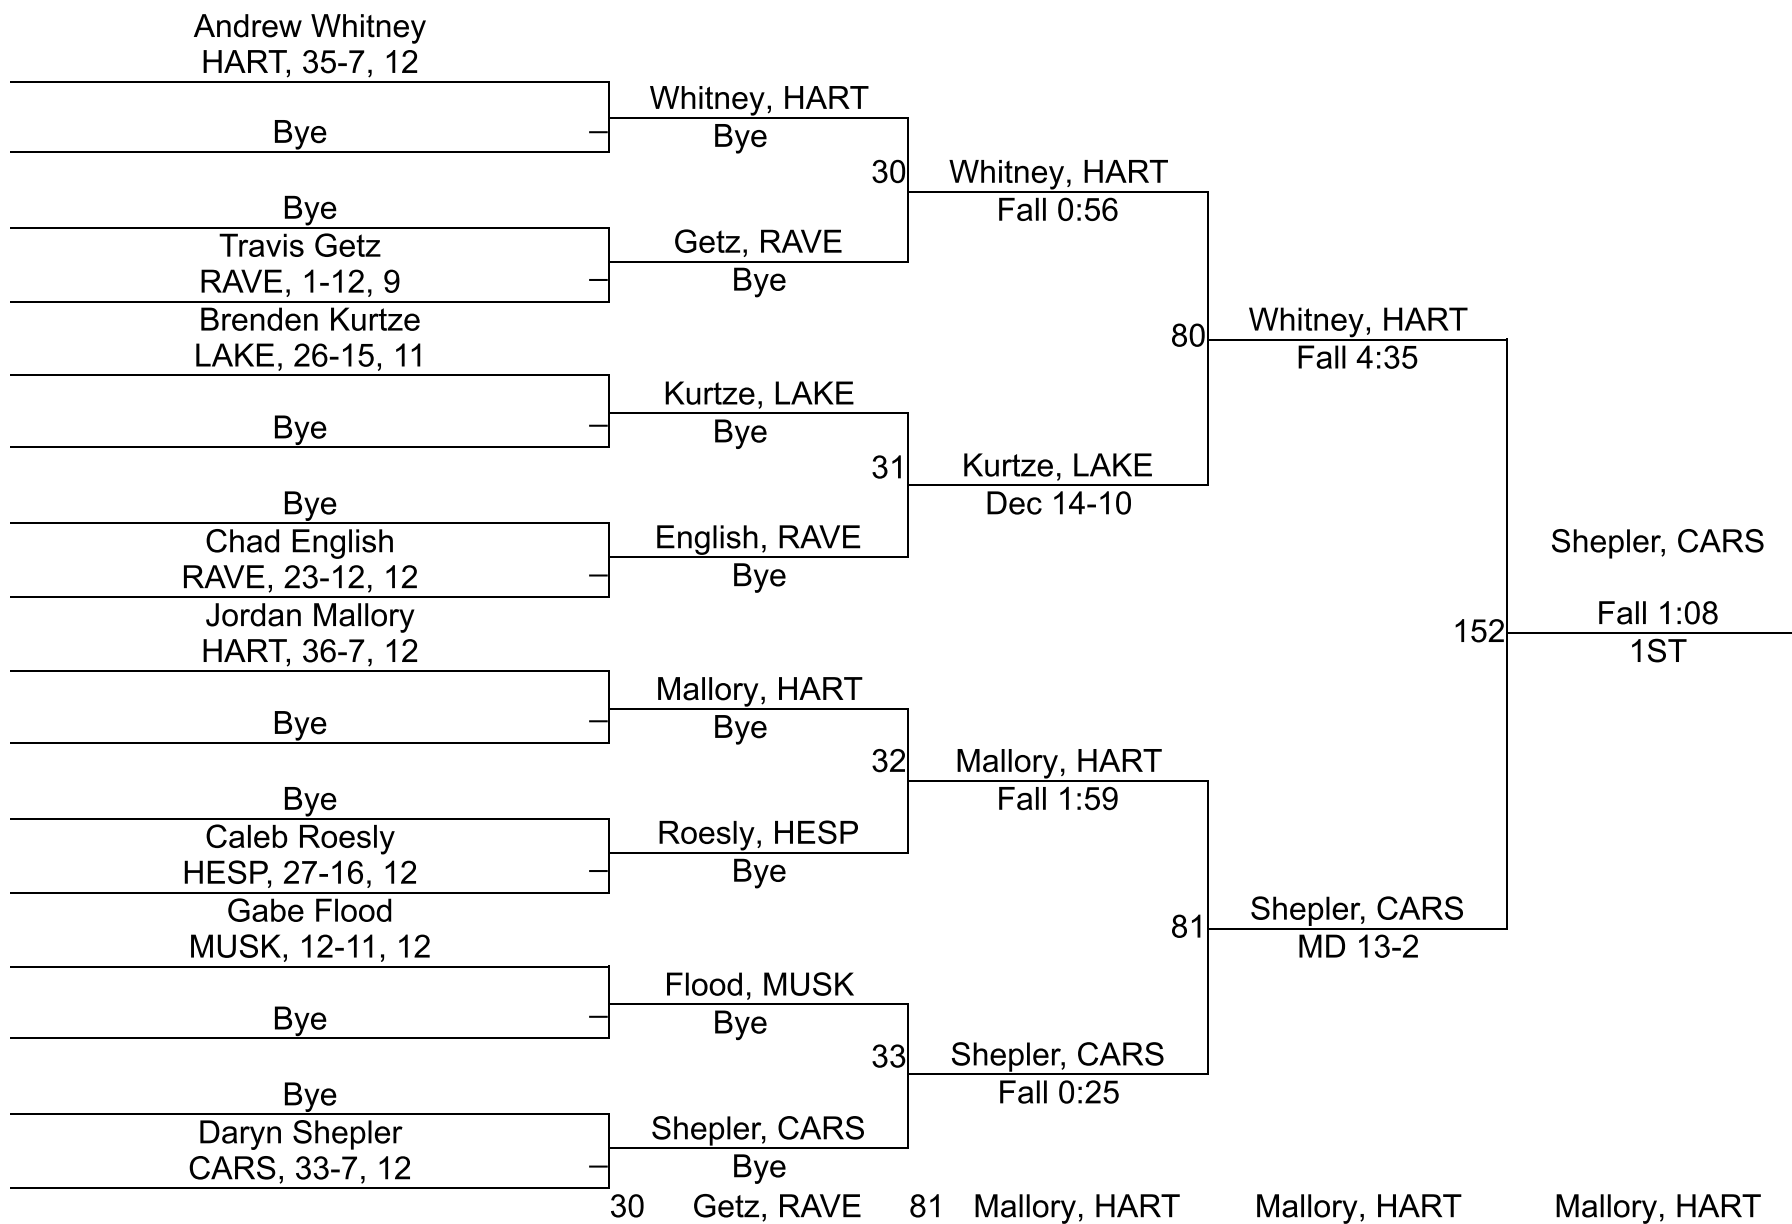 Andrew Whitney
HART, 35-7, 12
Bye
Bye
Travis Getz
RAVE, 1-12, 9
Brenden Kurtze
LAKE, 26-15, 11
Bye
Bye
Chad English
RAVE, 23-12, 12
Jordan Mallory
HART, 36-7, 12
Bye
Bye
Caleb Roesly
HESP, 27-16, 12
Gabe Flood
MUSK, 12-11, 12
Bye
Bye
Daryn Shepler
CARS, 33-7, 12
Whitney, HART
Bye
30
Getz, RAVE
Bye
Kurtze, LAKE
Bye
31
English, RAVE
Bye
Mallory, HART
Bye
32
Roesly, HESP
Bye
Flood, MUSK
Bye
33
Shepler, CARS
Bye
Whitney, HART
Fall 0:56
80
Kurtze, LAKE
Dec 14-10
Mallory, HART
Fall 1:59
81
Shepler, CARS
Fall 0:25
Whitney, HART
Fall 4:35
152
Shepler, CARS
MD 13-2
Shepler, CARS
Fall 1:08
1ST
30 Getz, RAVE 81 Mallory, HART Mallory, HART Mallory, HART